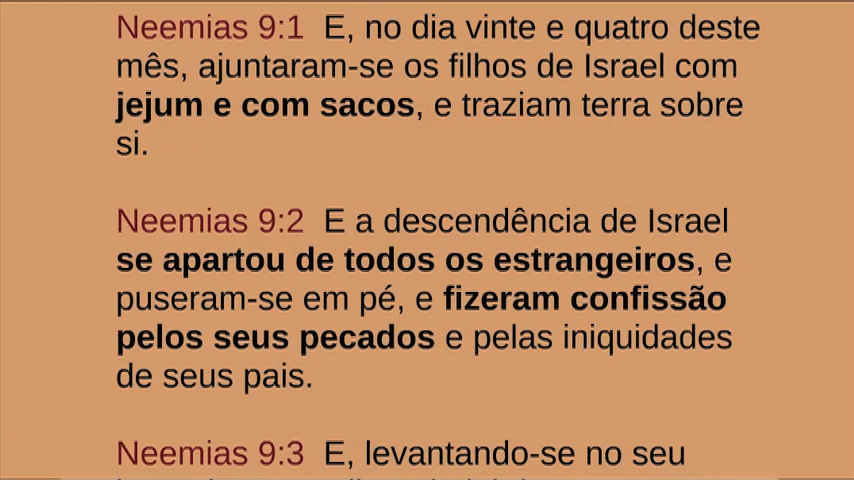 Neemias 9:1 E, no dia vinte e quatro deste
mês, ajuntaram-se os filhos de Israel com
jejum e com sacos, e traziam terra sobre
si.
Neemias 9:2 E a descendência de Israel
se apartou de todos os estrangeiros, e
puseram-se em pé, e fizeram confissão
pelos seus pecados e pelas iniquidades
de seus pais.
Neemias 9:3 E, levantando-se no seu